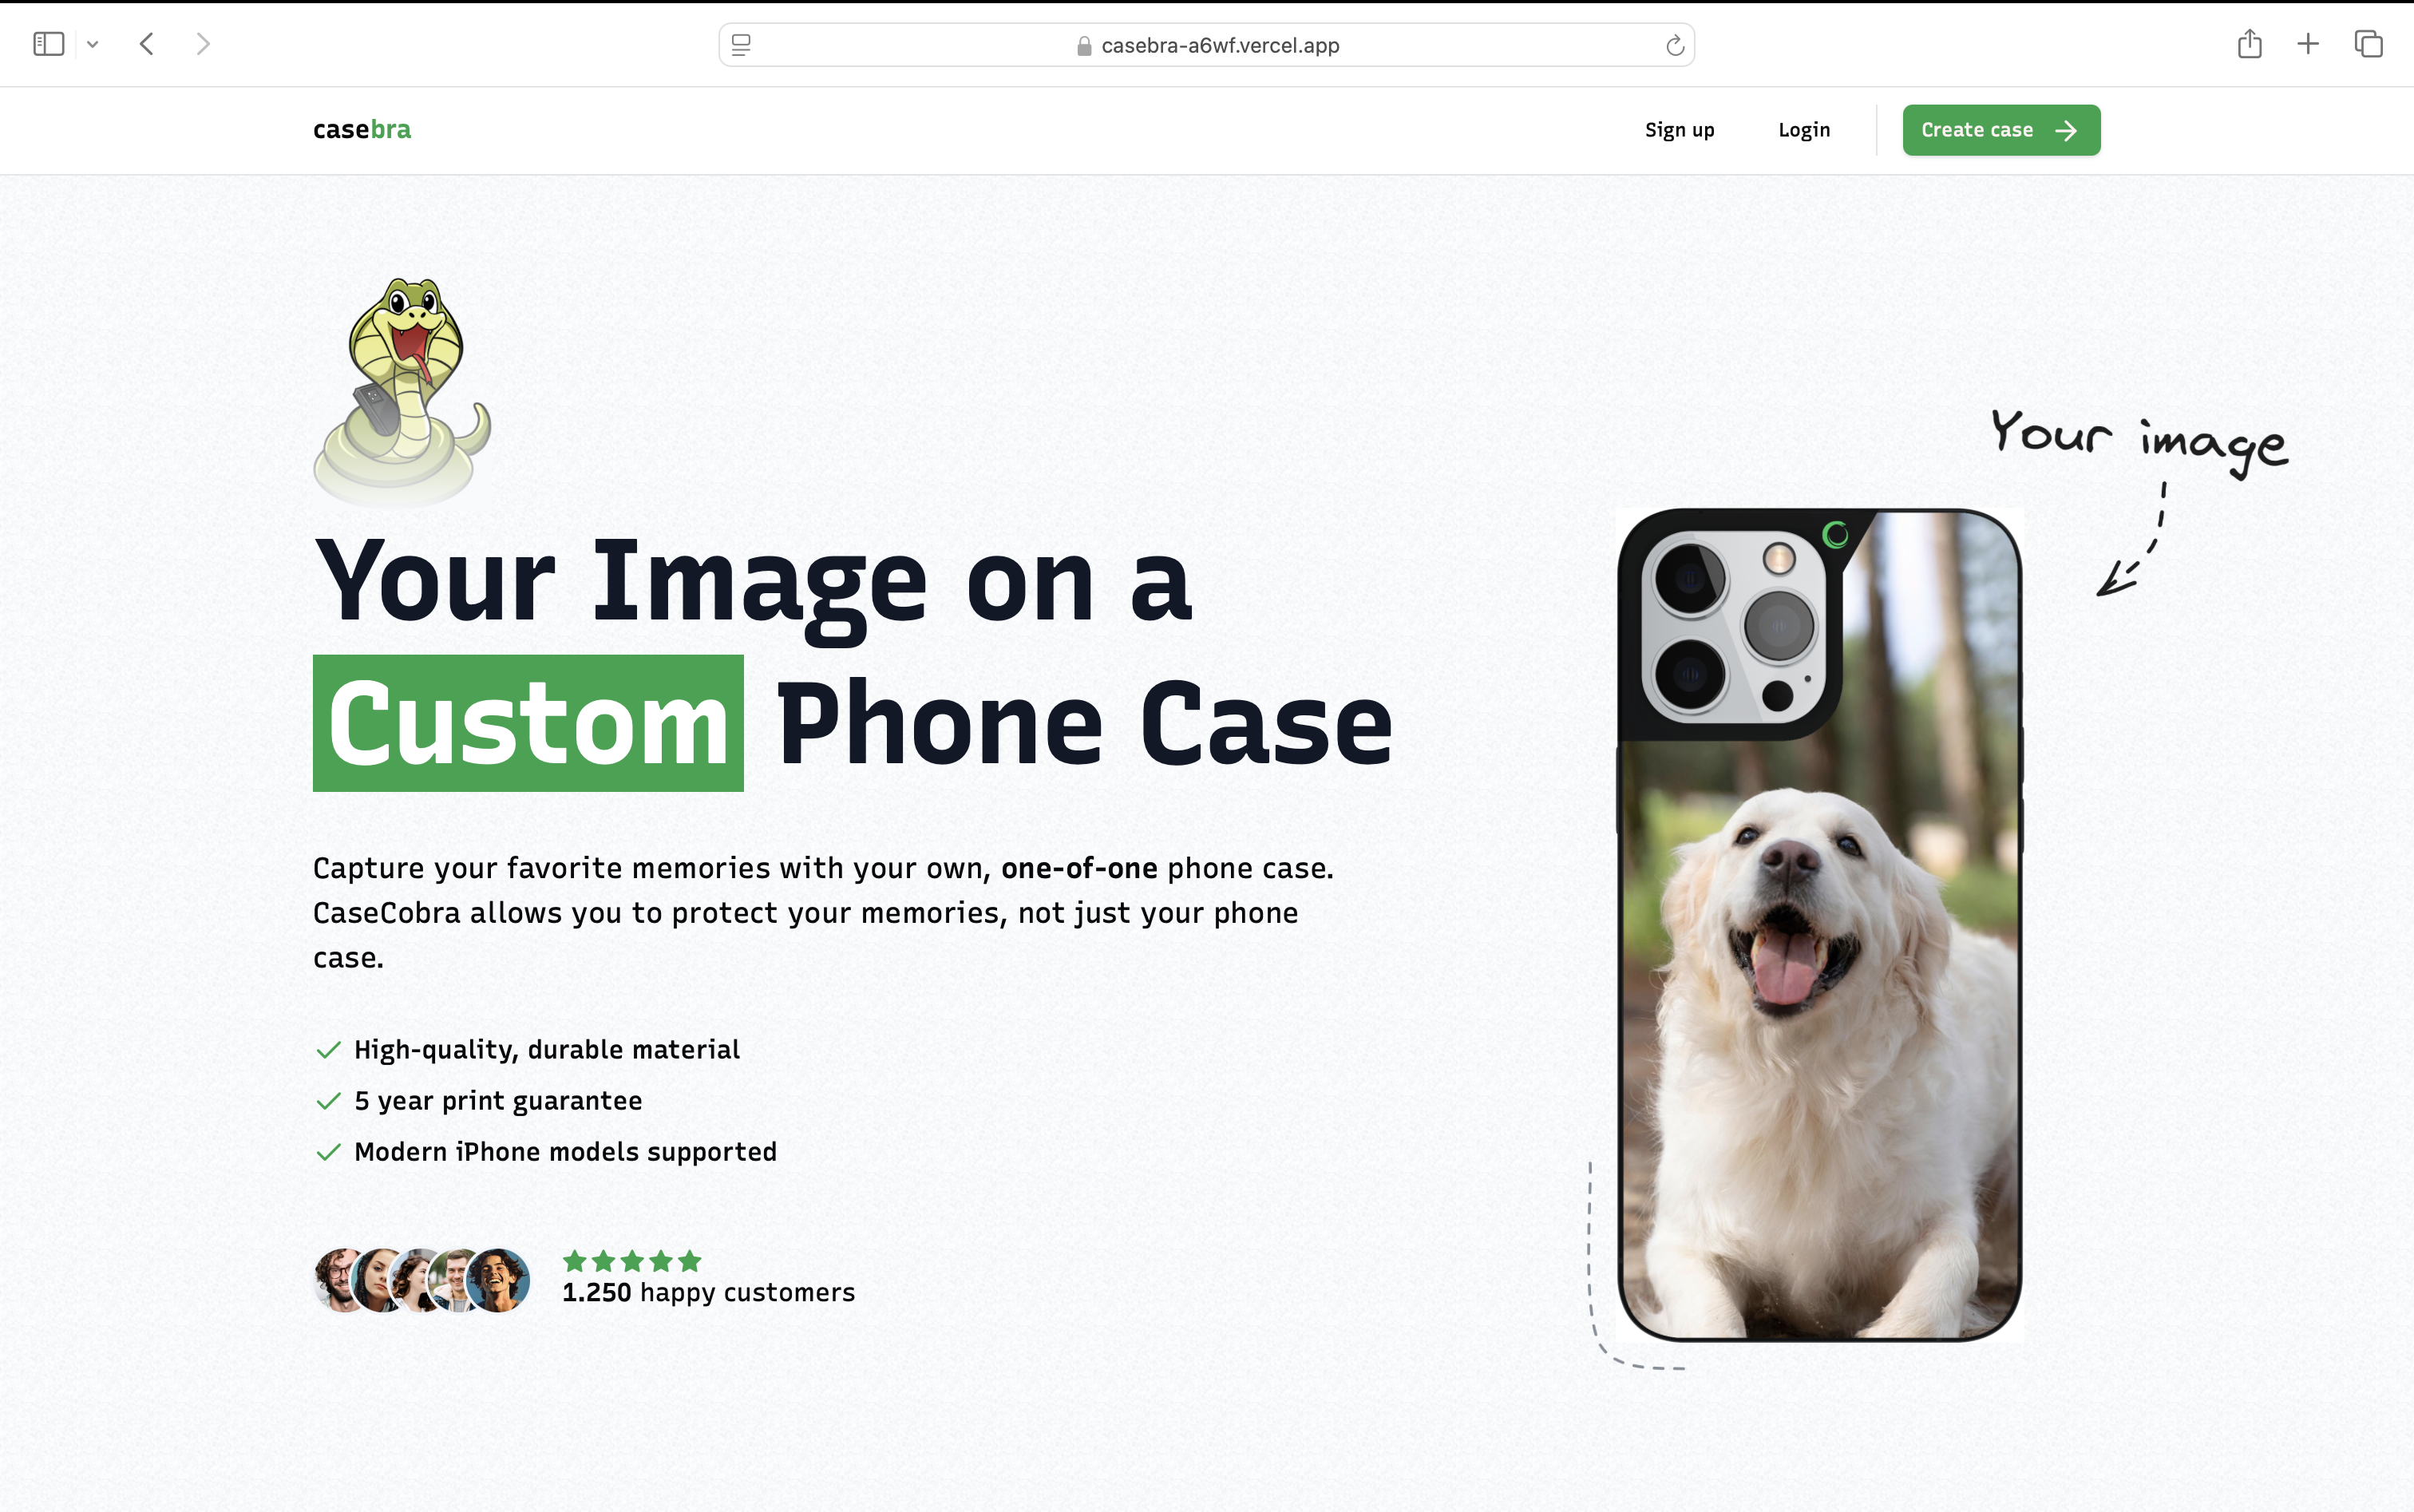 casebra-a6wf.vercel.app
casebra
Sign up
Login
Create case
Your image
Your Image on a
Custom Phone Case
Capture your favorite memories with your own, one-of-one phone case.
CaseCobra allows you to protect your memories, not just your phone
case.
High-quality, durable material
5 year print guarantee
Modern iPhone models supported
1.250 happy customers